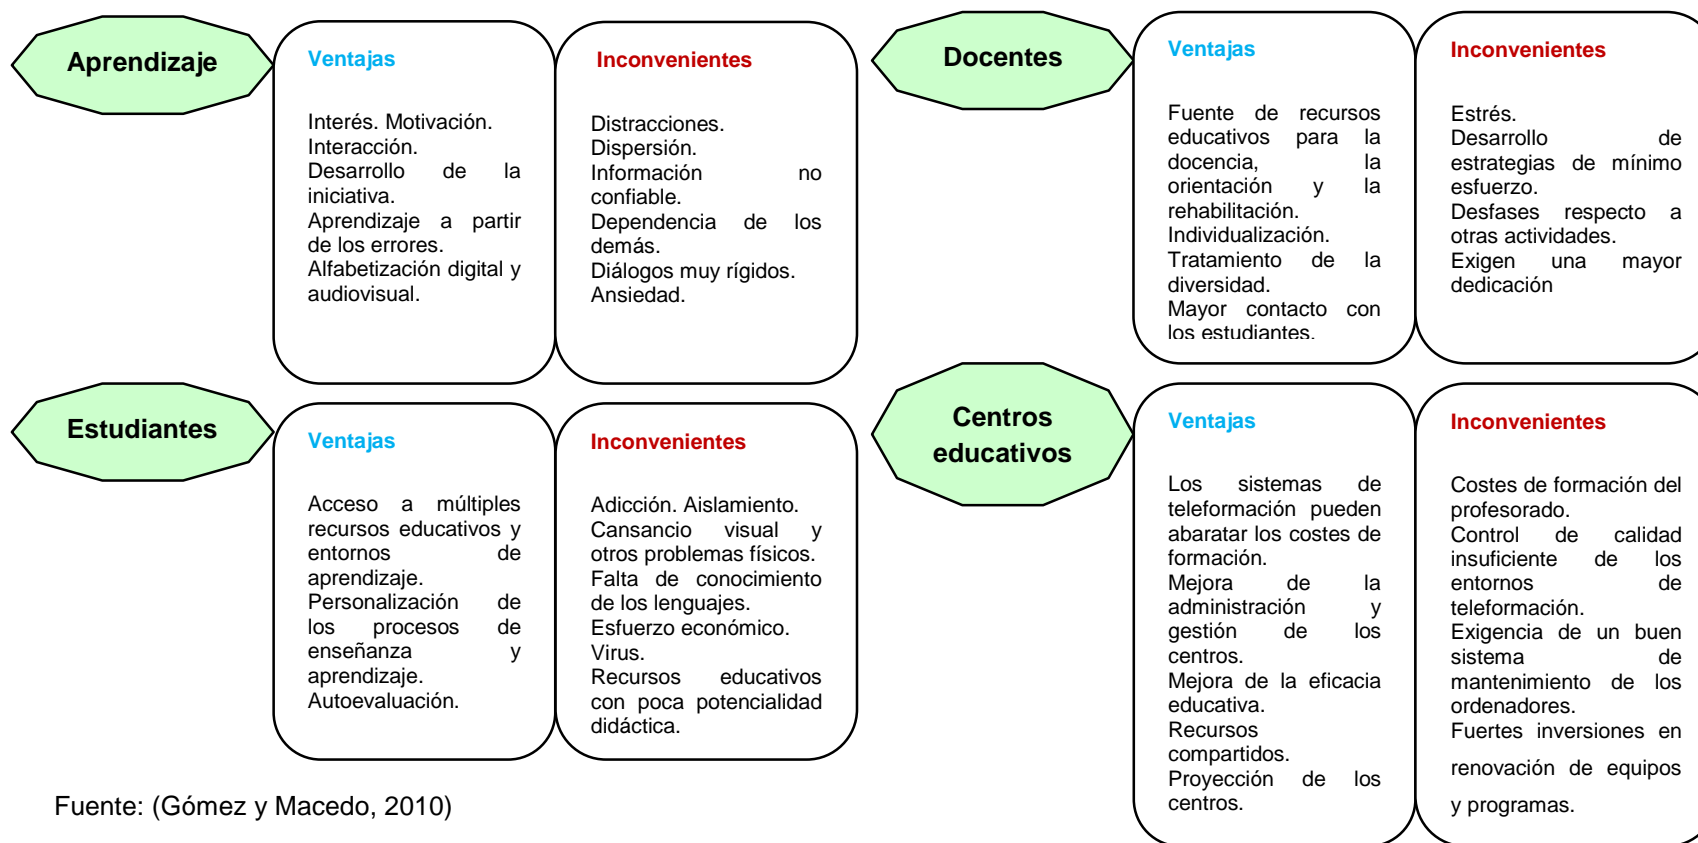 Aprendizaje
Ventajas
Interés. Motivación.
Interacción.
Desarrollo de la
iniciativa.
Aprendizaje a partir
de los errores.
Alfabetización digital y
audiovisual.
Inconvenientes
Distracciones.
Dispersión.
Información no
confiable.
Dependencia de los
demás.
Diálogos muy rígidos.
Ansiedad.
Docentes
Ventajas
Fuente de recursos
educativos para la
docencia, la
orientación y la
rehabilitación.
Individualización.
Tratamiento de la
diversidad.
Mayor contacto con
los estudiantes.
Inconvenientes
Estrés.
Desarrollo de
estrategias de mínimo
esfuerzo.
Desfases respecto a
otras actividades.
Exigen una mayor
dedicación
Estudiantes
Ventajas
Acceso a múltiples
recursos educativos y
entornos de
aprendizaje.
Personalización de
los procesos de
enseñanza y
aprendizaje.
Autoevaluación.
Inconvenientes
Adicción. Aislamiento.
Cansancio visual y
otros problemas físicos.
Falta de conocimiento
de los lenguajes.
Esfuerzo económico.
Virus.
Recursos educativos
con poca potencialidad
didáctica.
Centros
educativos
Ventajas
Los sistemas de
teleformación pueden
abaratar los costes de
formación.
Mejora de la
administración y
gestión de los
centros.
Mejora de la eficacia
educativa.
Recursos
compartidos.
Proyección de los
centros.
Inconvenientes
Costes de formación del
profesorado.
Control de calidad
insuficiente de los
entornos de
teleformación.
Exigencia de un buen
sistema de
mantenimiento de los
ordenadores.
Fuertes inversiones en
renovación de equipos
y programas.
Fuente: (Gómez y Macedo, 2010)